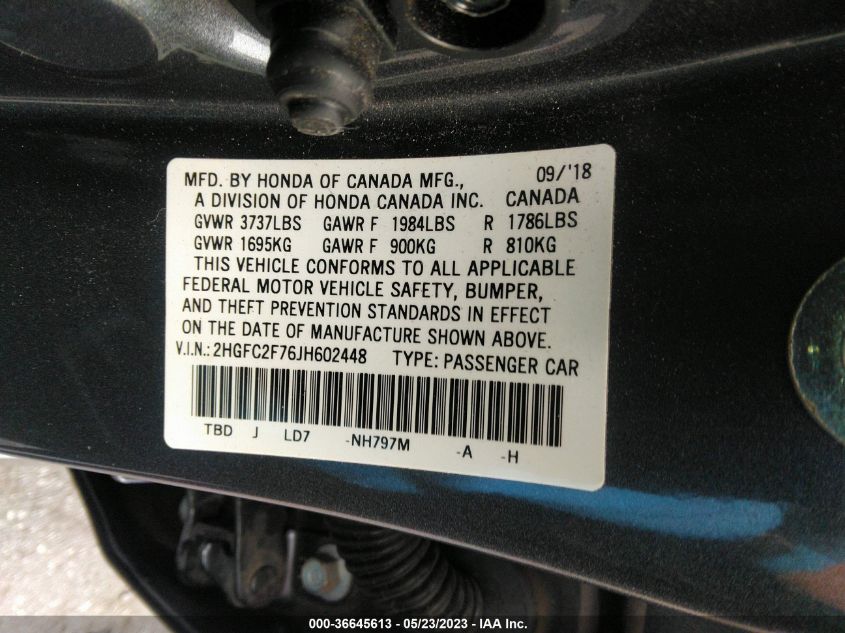 MFD. BY HONDA OF CANADA MFG., 09/'18
A DIVISION OF HONDA CANADA INC. CANADA
GVWR 3737LBS GAWR F 1984LBS R 1786LBS
GVWR 1695KG GAWR F 900KG R 810KG
THIS VEHICLE CONFORMS TO ALL APPLICABLE
FEDERAL MOTOR VEHICLE SAFETY, BUMPER,
AND THEFT PREVENTION STANDARDS IN EFFECT
ON THE DATE OF MANUFACTURE SHOWN ABOVE.
V.I.N.: 2HGFC2F76JH602448 TYPE: PASSENGER CAR
TBD J LD7 -NH797M -A -H
000-36645613 - 05/23/2023 - IAA Inc.